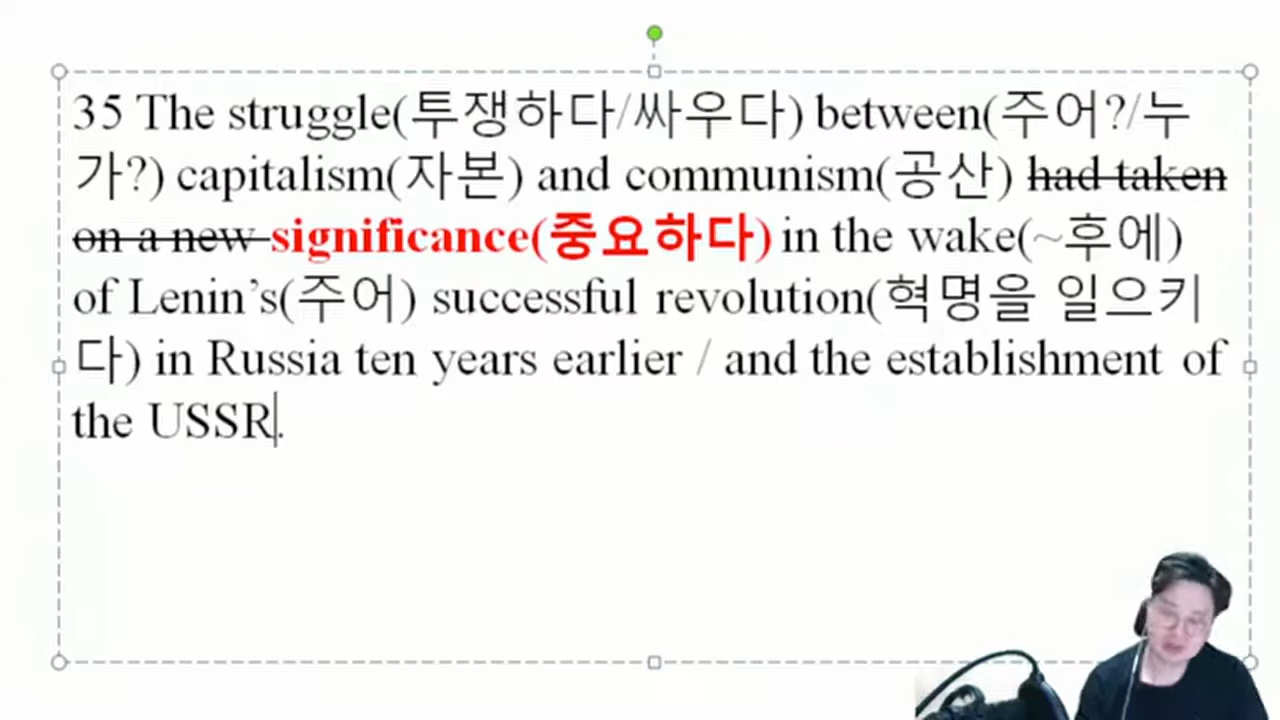 35 The struggle(투쟁하다/싸우다) between(주어?/누
가?) capitalism(자본) and communism(공산) had taken
on a new significance(중요하다) in the wake(~후에)
of Lenin’s(주어) successful revolution(혁명을 일으키
다) in Russia ten years earlier / and the establishment of
the USSR.